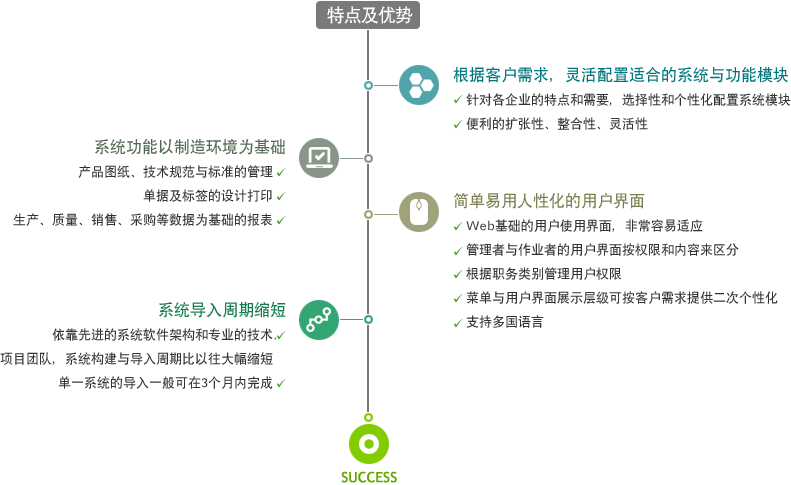 特点及优势
根据客户需求，灵活配置适合的系统与功能模块
针对各企业的特点和需要，选择性和个性化配置系统模块
便利的扩张性、整合性、灵活性
系统功能以制造环境为基础
产品图纸、技术规范与标准的管理
单据及标签的设计打印
生产、质量、销售、采购等数据为基础的报表
简单易用人性化的用户界面
Web基础的用户使用界面，非常容易适应
管理者与作业者的用户界面按权限和内容来区分
根据职务类别管理用户权限
菜单与用户界面展示层级可按客户需求提供二次个性化
支持多国语言
系统导入周期缩短
依靠先进的系统软件架构和专业的技术.
项目团队，系统构建与导入周期比以往大幅缩短
单一系统的导入一般可在3个月内完成
SUCCESS